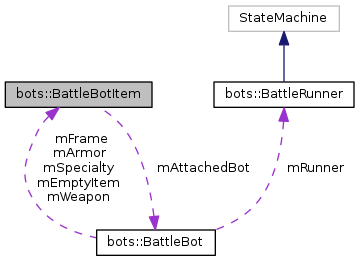 StateMachine
bots::BattleBotItem
bots::BattleRunner
mFrame
mArmor
mSpecialty
mEmptyItem
mWeapon
mAttachedBot
mRunner
bots::BattleBot